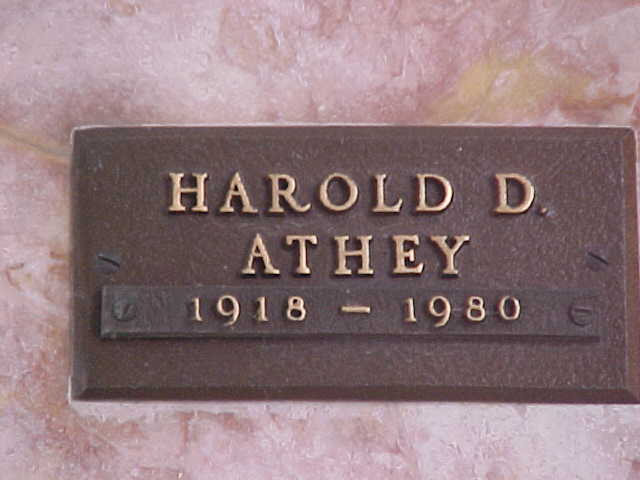 HAROLD D.
ATHEY
1918 – 1980